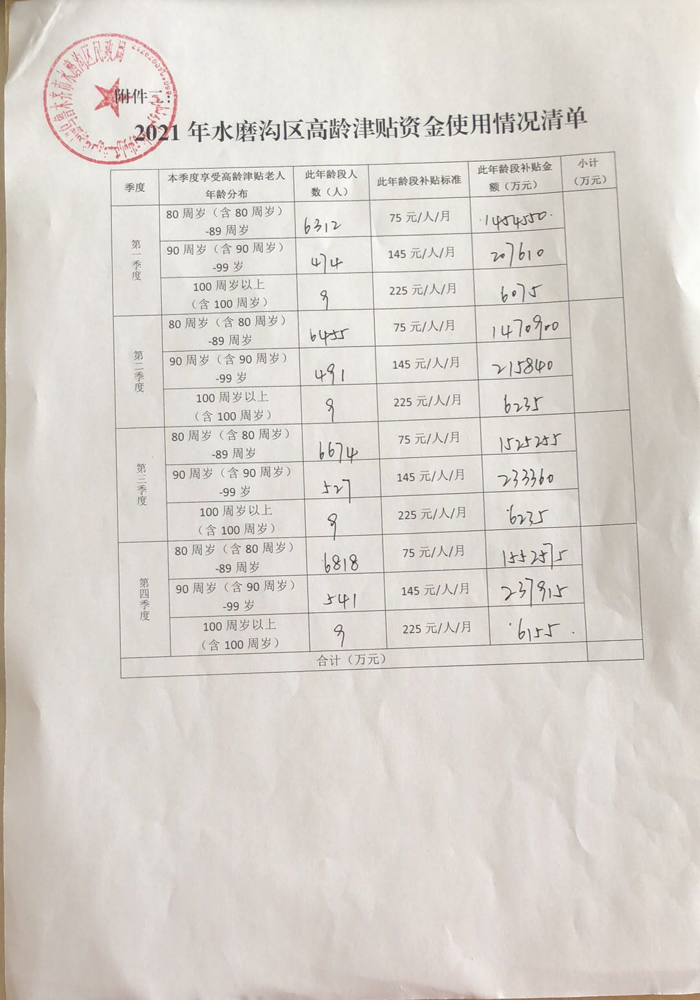 乌鲁木齐市水磨沟区民政局
附件二：
2021 年水磨沟区高龄津贴资金使用情况清单
季度 本季度享受高龄津贴老人年龄分布 此年龄段人数（人） 此年龄段补贴标准 此年龄段补贴金额（万元） 小计（万元）
第一季度
80 周岁（含 80 周岁）-89 周岁 6312 75 元/人/月 1454550
90 周岁（含 90 周岁）-99 岁 474 145 元/人/月 207610
100 周岁以上（含 100 周岁） 9 225 元/人/月 6075
第二季度
80 周岁（含 80 周岁）-89 周岁 6455 75 元/人/月 1470900
90 周岁（含 90 周岁）-99 岁 491 145 元/人/月 215840
100 周岁以上（含 100 周岁） 9 225 元/人/月 6235
第三季度
80 周岁（含 80 周岁）-89 周岁 6674 75 元/人/月 1525255
90 周岁（含 90 周岁）-99 岁 527 145 元/人/月 233360
100 周岁以上（含 100 周岁） 9 225 元/人/月 6235
第四季度
80 周岁（含 80 周岁）-89 周岁 6818 75 元/人/月 1552575
90 周岁（含 90 周岁）-99 岁 541 145 元/人/月 237915
100 周岁以上（含 100 周岁） 9 225 元/人/月 6155
合计（万元）